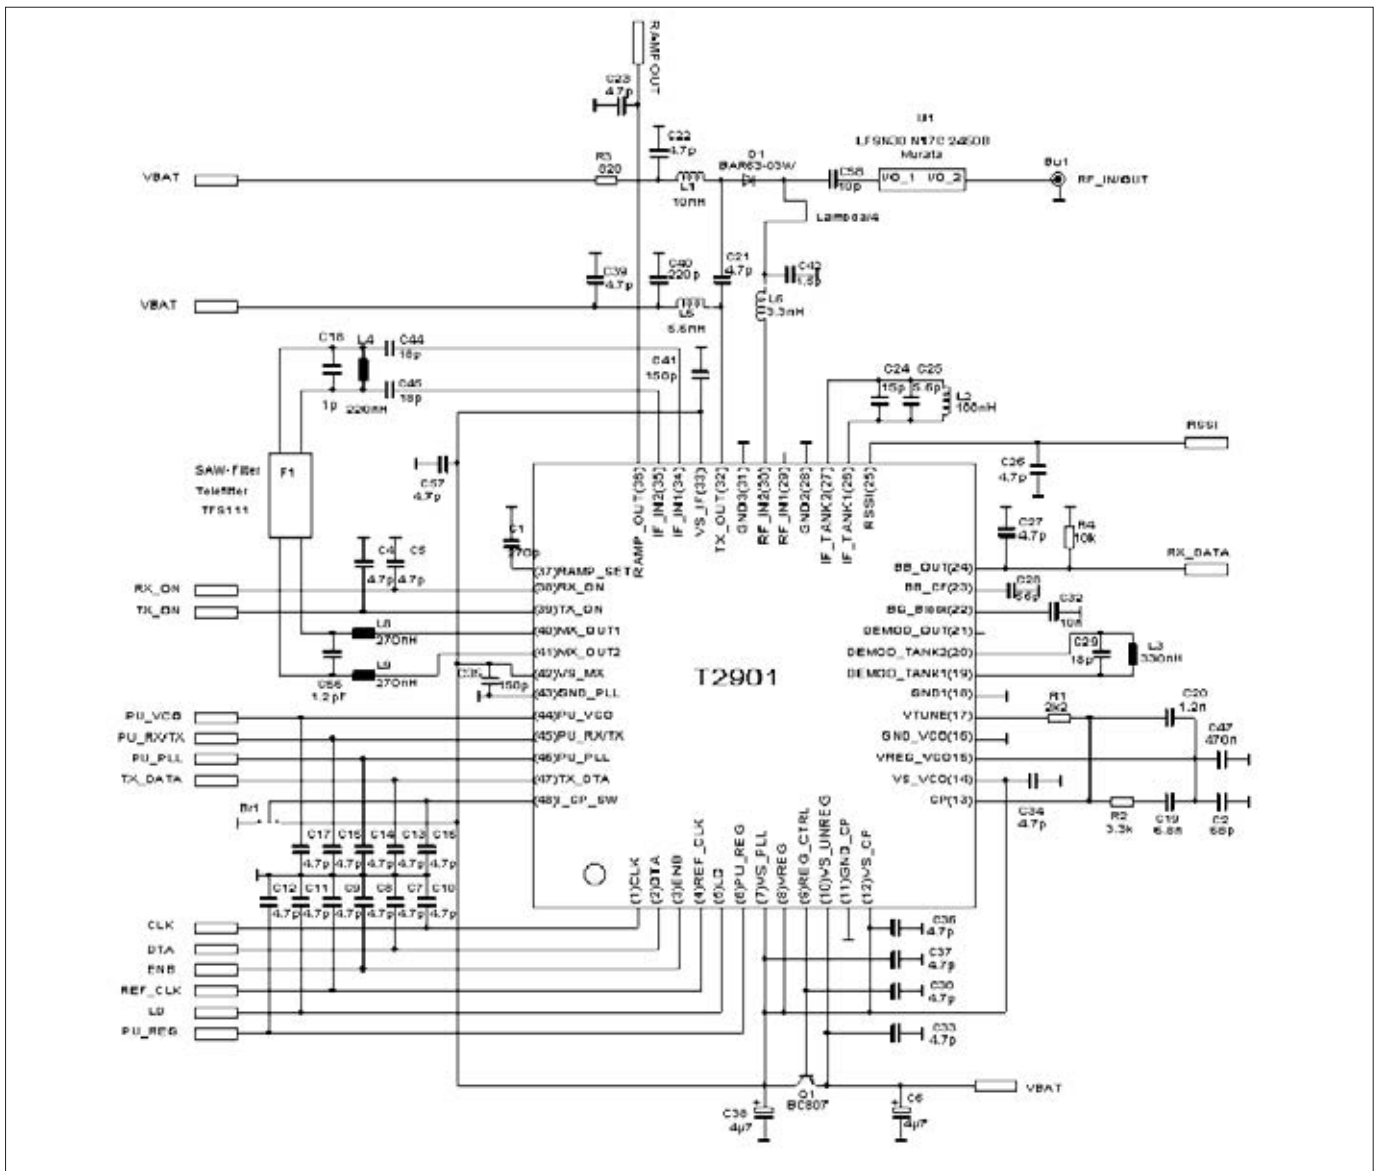 RAMP OUT
C23
4.7p
C22
4.7p
U1
LFSN30 N17C 2450B
Murata
R3
820
D1
BAR63-03W
Bu1
VBAT
L1
10nH
C58
10p
I/O_1 I/O_2
RF_IN/OUT
Lambda/4
C39
4.7p
C40
220p
C21
4.7p
C42
1.5p
VBAT
L5
5.6nH
L6
3.3nH
C18
1p
L4
220nH
C44
18p
C45
18p
C41
150p
C24
15p
C25
5.6p
L2
100nH
RSSI
SAW-Filter
Telefilter
TFS111
F1
C57
4.7p
C26
4.7p
RAMP_OUT(36)
IF_IN2(35)
IF_IN1(34)
VS_IF(33)
TX_OUT(32)
GND3(31)
RF_IN2(30)
RF_IN1(29)
GND2(28)
IF_TANK2(27)
IF_TANK1(26)
RSSI(25)
C1
270p
C4
4.7p
C5
4.7p
C27
4.7p
R4
10k
RX_ON
TX_ON
(37)RAMP_SET
(38)RX_ON
(39)TX_ON
(40)MX_OUT1
(41)MX_OUT2
(42)VS_MX
(43)GND_PLL
(44)PU_VCO
(45)PU_RX/TX
(46)PU_PLL
(47)TX_DTA
(48)I_CP_SW
T2901
BB_OUT(24)
BB_CF(23)
BG_Block(22)
DEMOD_OUT(21)
DEMOD_TANK2(20)
DEMOD_TANK1(19)
GND1(18)
VTUNE(17)
GND_VCO(16)
VREG_VCO15)
VS_VCO(14)
CP(13)
RX_DATA
C28
56p
C32
10n
C29
18p
L3
330nH
L8
270nH
L9
270nH
C56
1.2pF
C35
150p
R1
2k2
C20
1.2n
C47
470n
C34
4.7p
R2
3.3k
C19
6.8n
C2
68p
PU_VCO
PU_RX/TX
PU_PLL
TX_DATA
Br1
C17
4.7p
C15
4.7p
C14
4.7p
C13
4.7p
C16
4.7p
C12
4.7p
C11
4.7p
C9
4.7p
C8
4.7p
C7
4.7p
C10
4.7p
(1)CLK
(2)DTA
(3)ENB
(4)REF_CLK
(5)LD
(6)PU_REG
(7)VS_PLL
(8)VREG
(9)REG_CTRL
(10)VS_UNREG
(11)GND_CP
(12)VS_CP
CLK
DTA
ENB
REF_CLK
LD
PU_REG
C36
4.7p
C37
4.7p
4.7p
C33
4.7p
Q1
BC807
VBAT
C38
4µ7
C6
4µ7